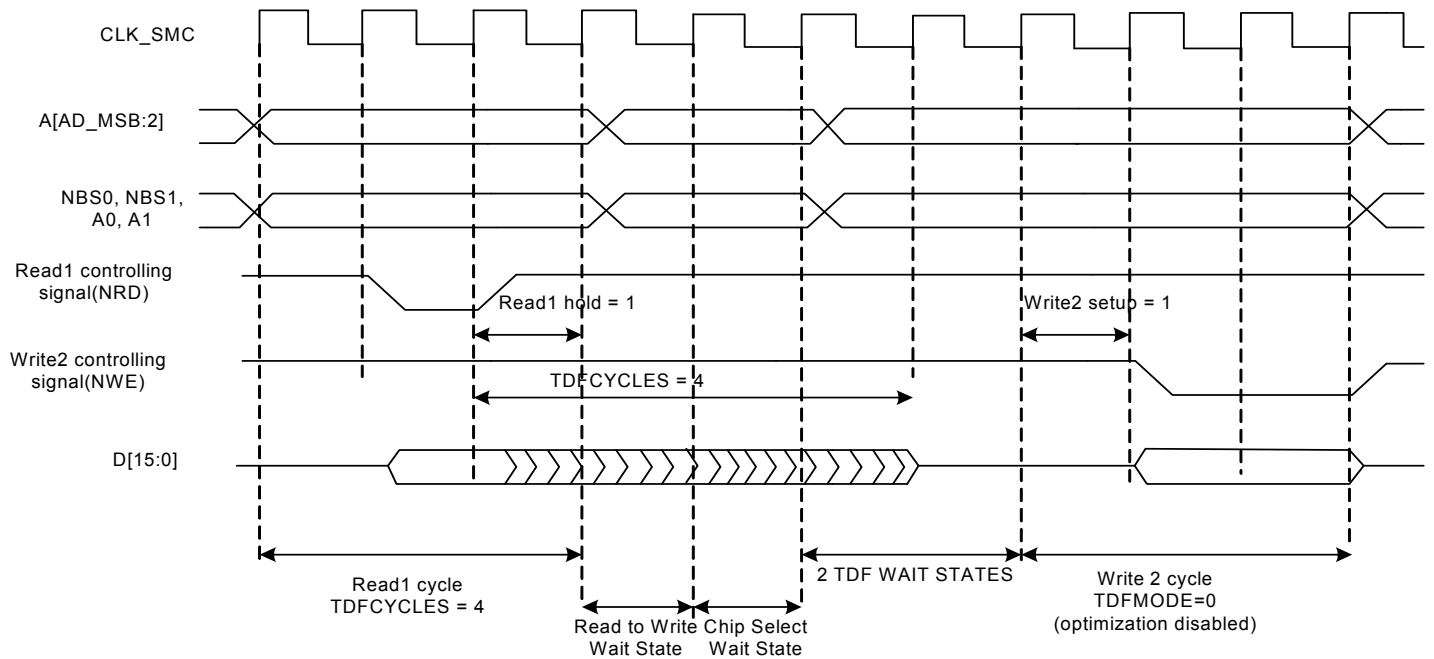 CLK_SMC
A[AD_MSB:2]
NBS0, NBS1,
A0, A1
Read1 controlling
signal(NRD)
Read1 hold = 1
Write2 setup = 1
Write2 controlling
signal(NWE)
TDFCYCLES = 4
D[15:0]
Read1 cycle
TDFCYCLES = 4
2 TDF WAIT STATES
Write 2 cycle
TDFMODE=0
(optimization disabled)
Read to Write
Wait State
Chip Select
Wait State